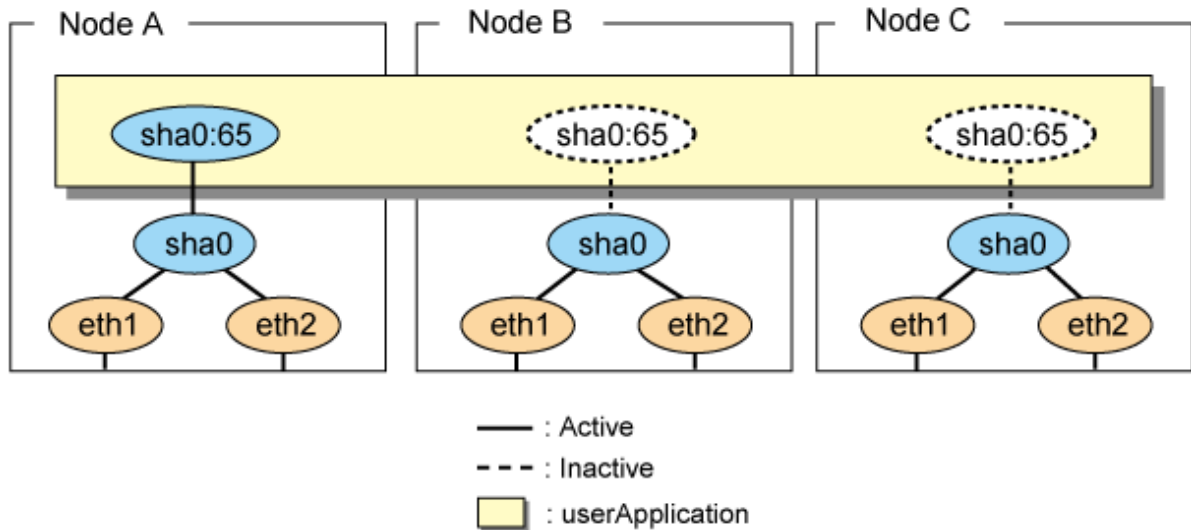 Node A
Node B
Node C
sha0:65
sha0:65
sha0:65
sha0
sha0
sha0
eth1
eth2
eth1
eth2
eth1
eth2
: Active
: Inactive
: userApplication